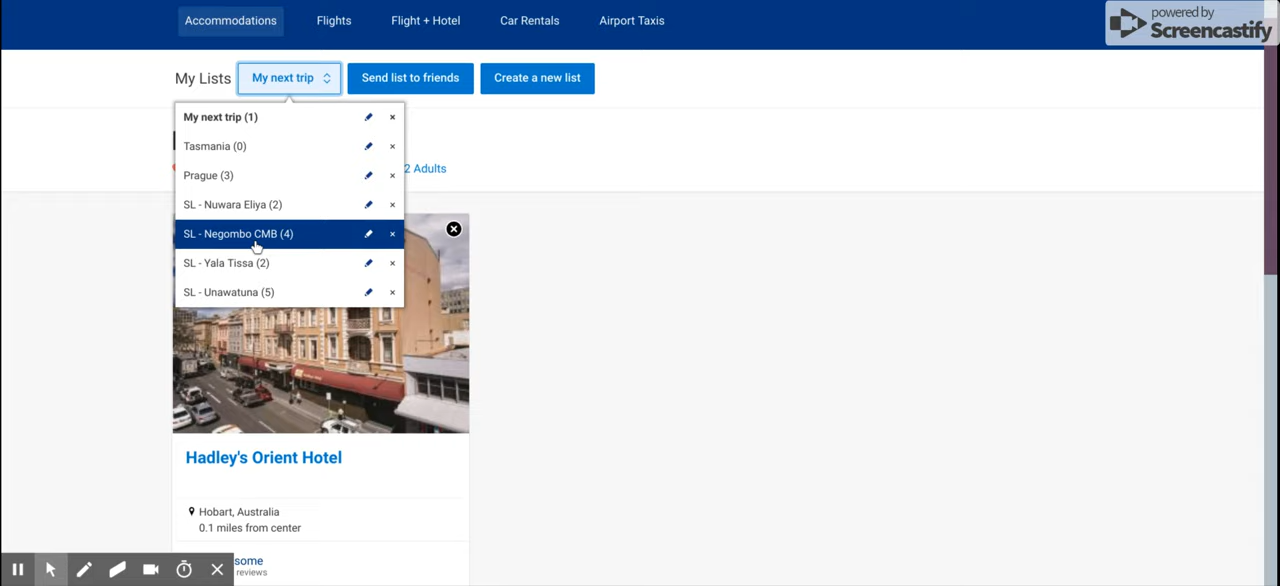 Accommodations Flights Flight + Hotel Car Rentals Airport Taxis
powered by
Screencastify
My Lists My next trip Send list to friends Create a new list
My next trip (1) ×
Tasmania (0) ×
2 Adults
Prague (3) ×
SL - Nuwara Eliya (2) ×
SL - Negombo CMB (4) ×
SL - Yala Tissa (2) ×
SL - Unawatuna (5) ×
Hadley's Orient Hotel
Hobart, Australia
0.1 miles from center
some
reviews